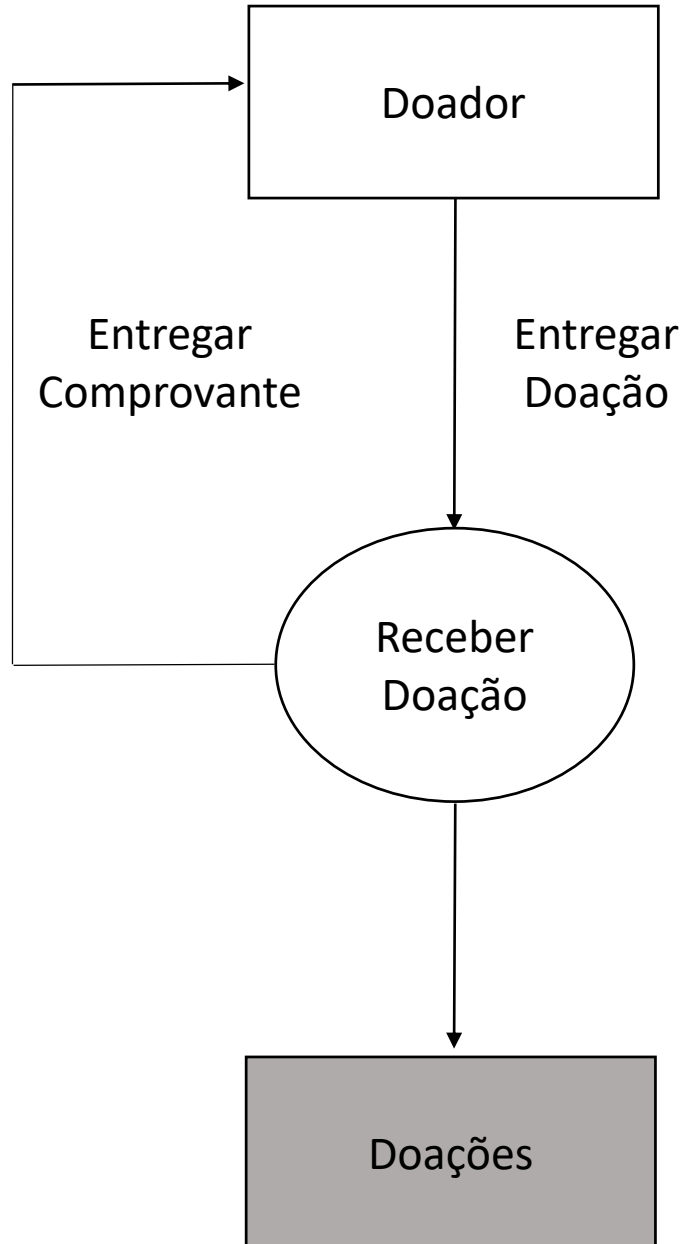 Doador
Entregar
Comprovante
Entregar
Doação
Receber
Doação
Doações